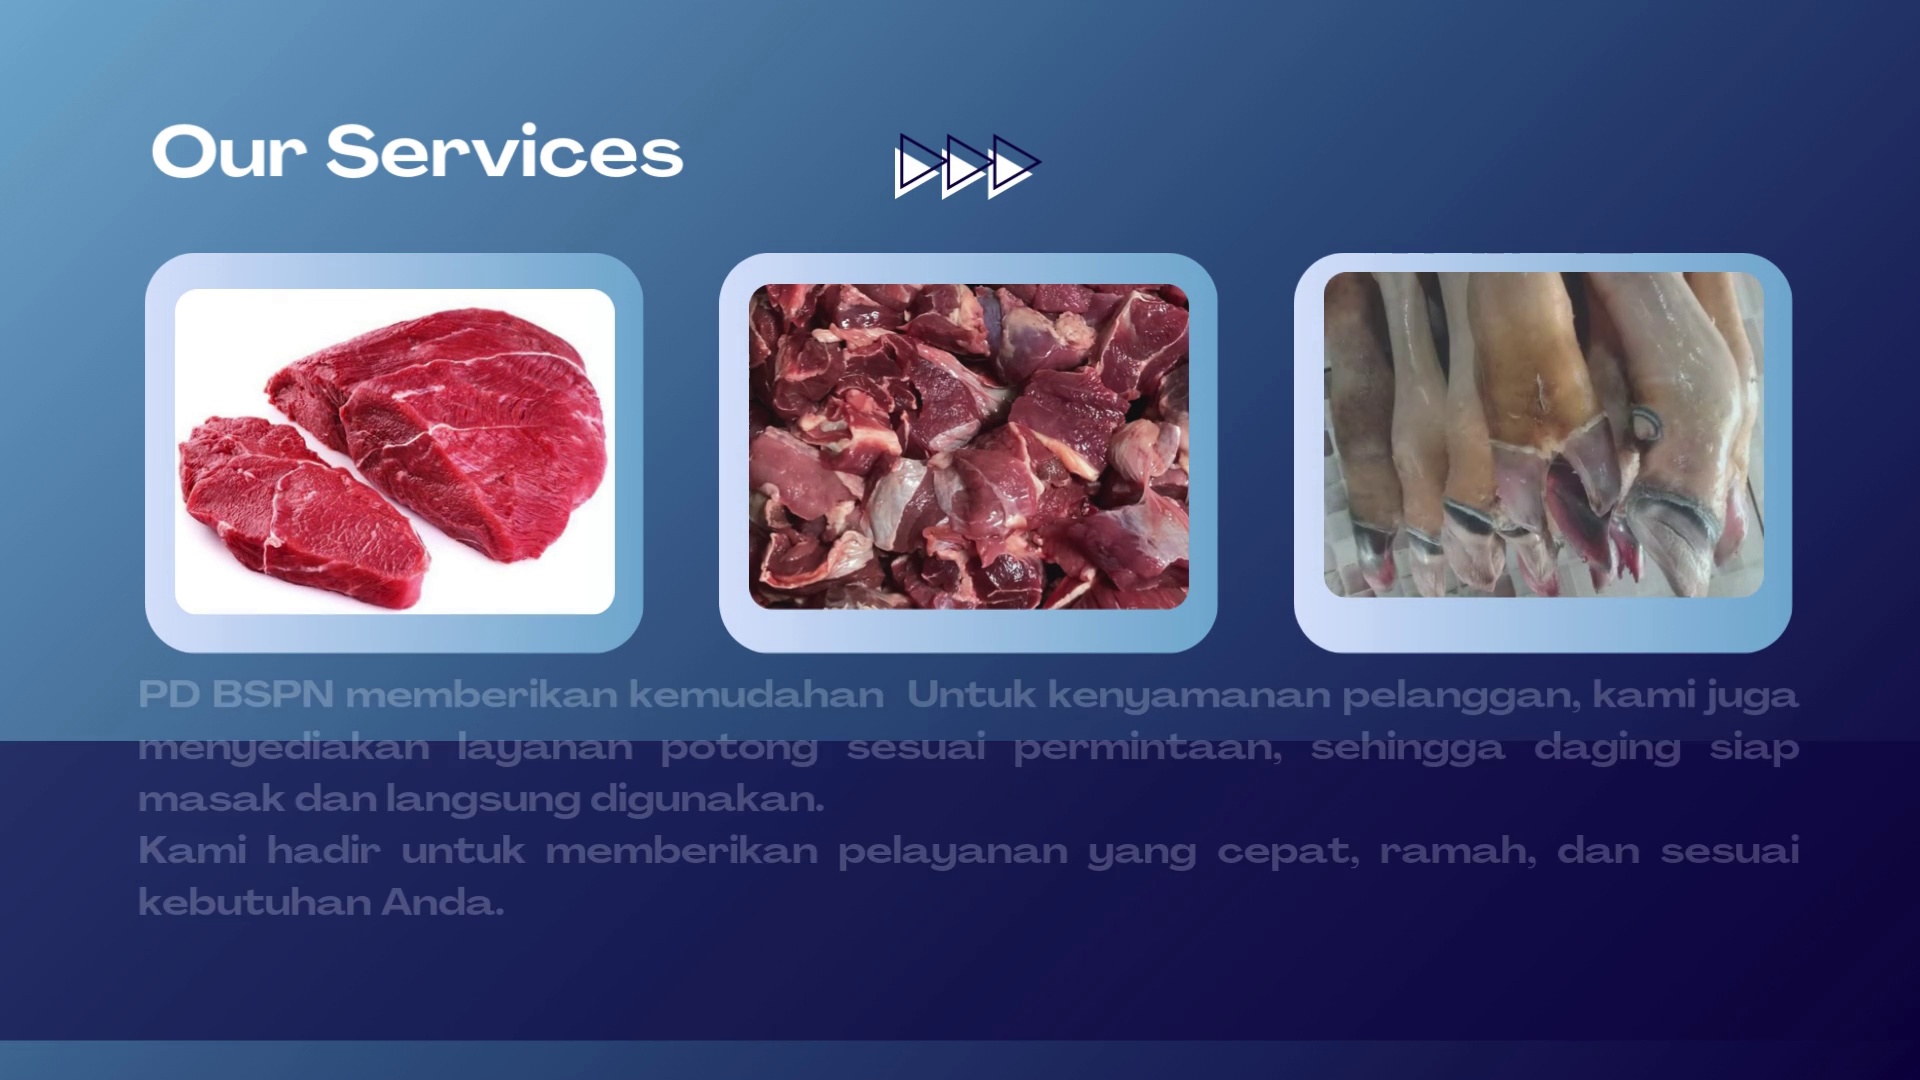 Our Services
PD BSPN memberikan kemudahan Untuk kenyamanan pelanggan, kami juga
menyediakan layanan potong sesuai permintaan, sehingga daging siap
masak dan langsung digunakan.
Kami hadir untuk memberikan pelayanan yang cepat, ramah, dan sesuai
kebutuhan Anda.